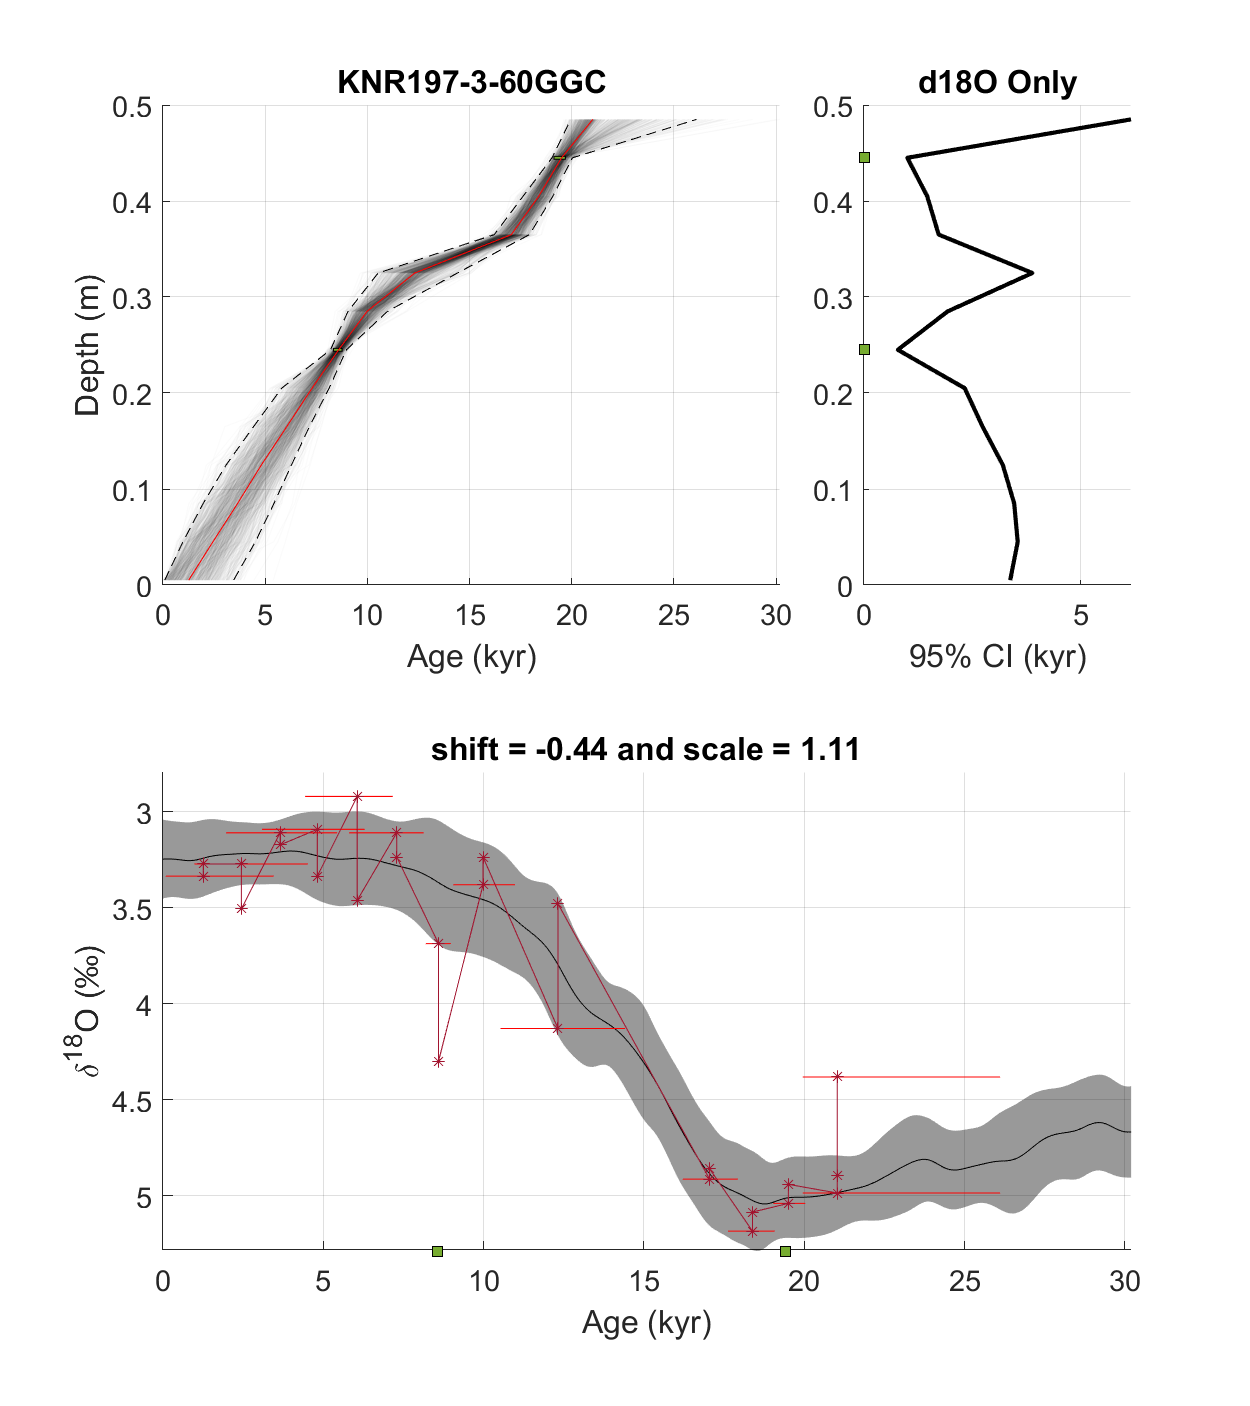 KNR197-3-60GGC
d18O Only
0.5
0.4
0.3
0.2
0.1
0
Depth (m)
0 5 10 15 20 25 30
Age (kyr)
0.5
0.4
0.3
0.2
0.1
0
0 5
95% CI (kyr)
shift = -0.44 and scale = 1.11
3
3.5
4
4.5
5
δ18O (‰)
0 5 10 15 20 25 30
Age (kyr)